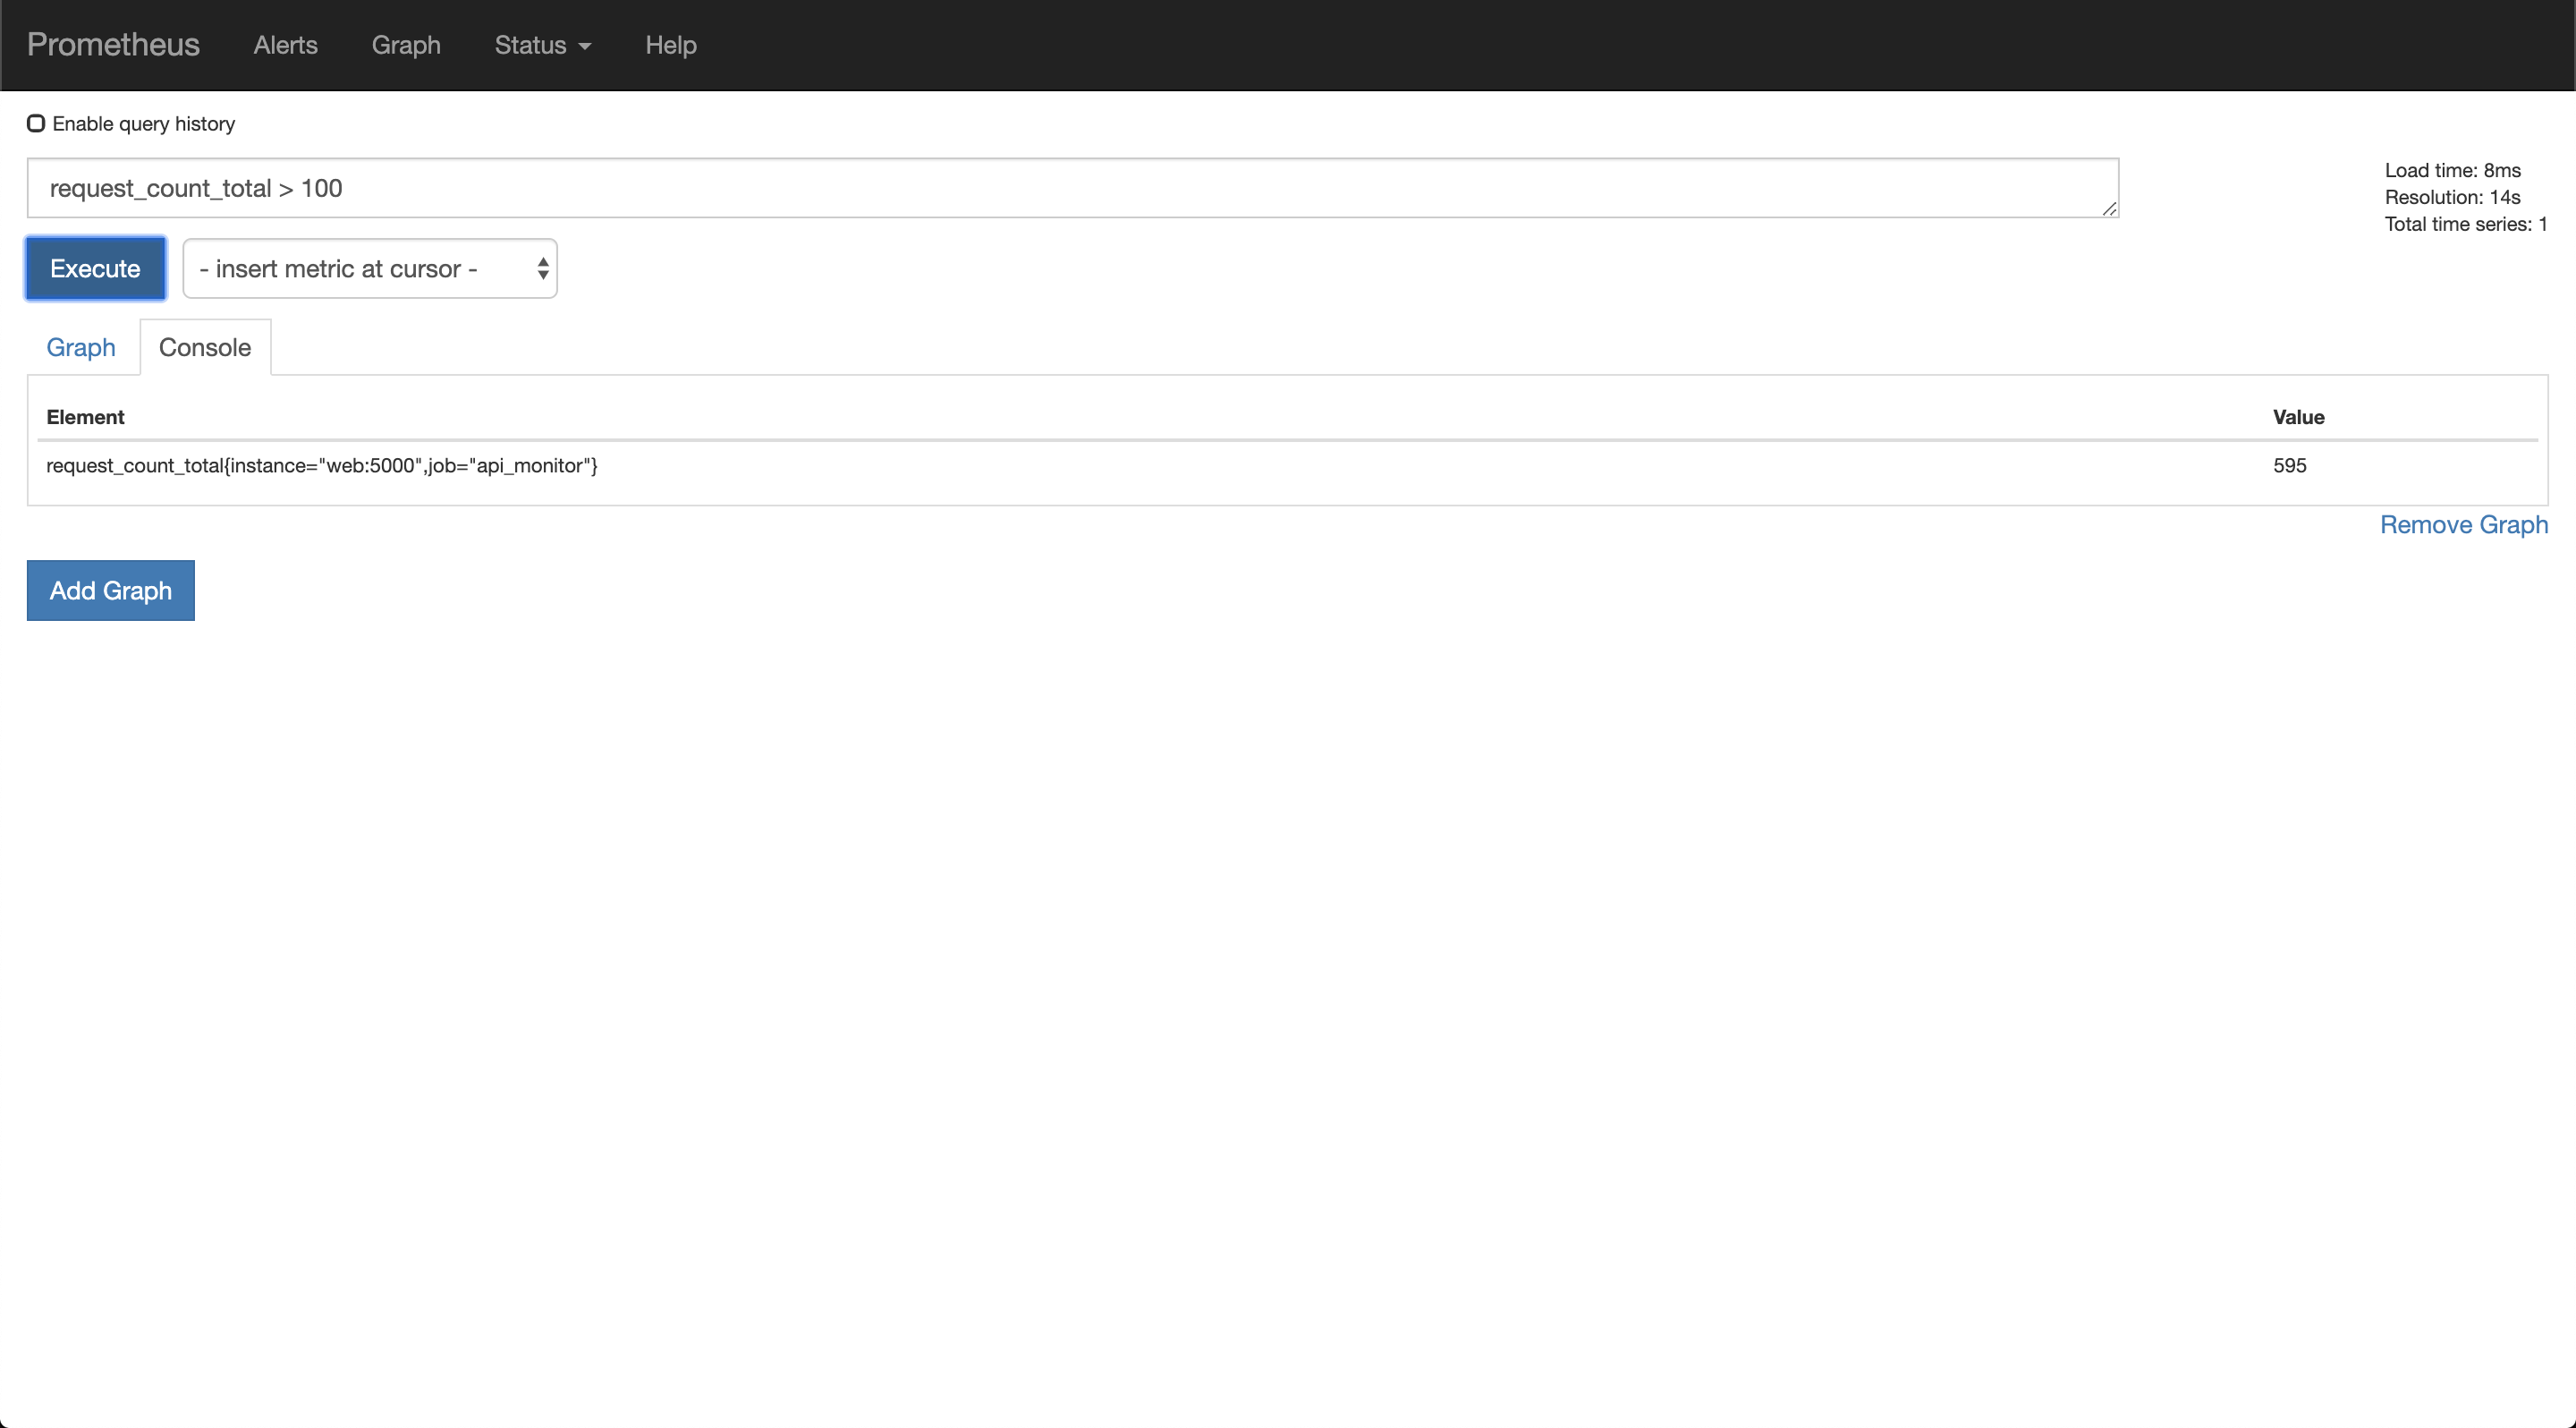 Prometheus Alerts Graph Status Help
Enable query history
request_count_total > 100
Load time: 8ms
Resolution: 14s
Total time series: 1
Execute - insert metric at cursor -
Graph Console
Element Value
request_count_total{instance="web:5000",job="api_monitor"} 595
Remove Graph
Add Graph